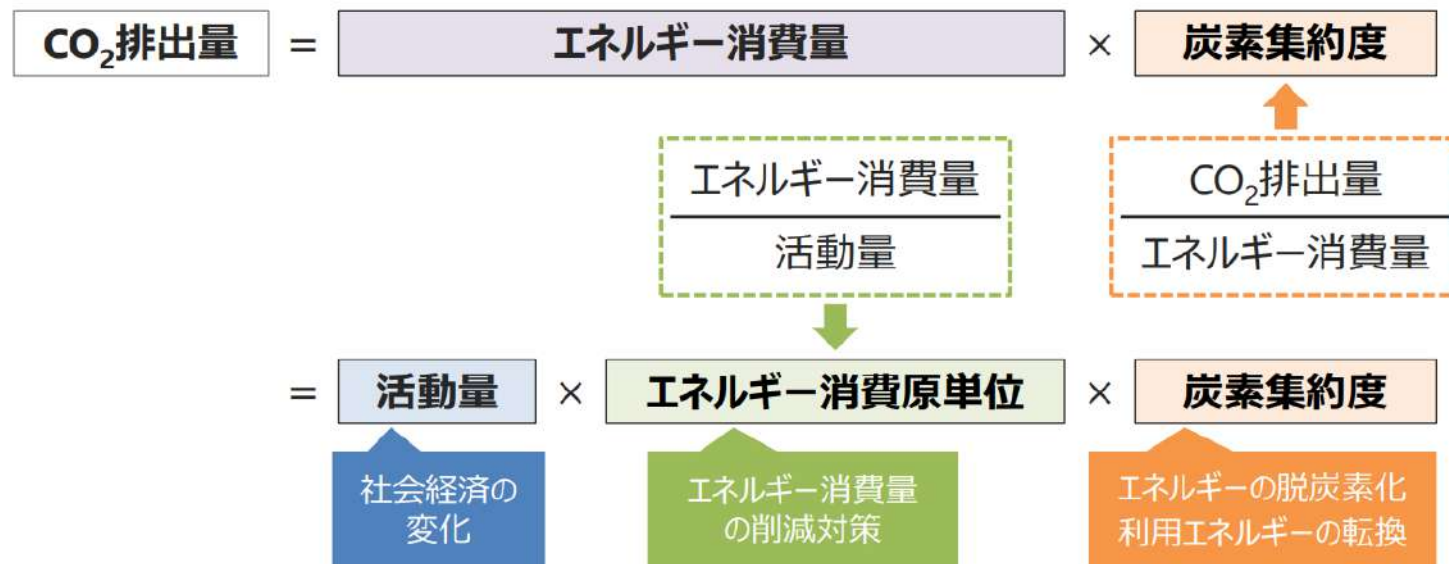 CO₂排出量 = エネルギー消費量 × 炭素集約度
エネルギー消費量
活動量
CO₂排出量
エネルギー消費量
= 活動量 × エネルギー消費原単位 × 炭素集約度
社会経済の
変化
エネルギー消費量
の削減対策
エネルギーの脱炭素化
利用エネルギーの転換